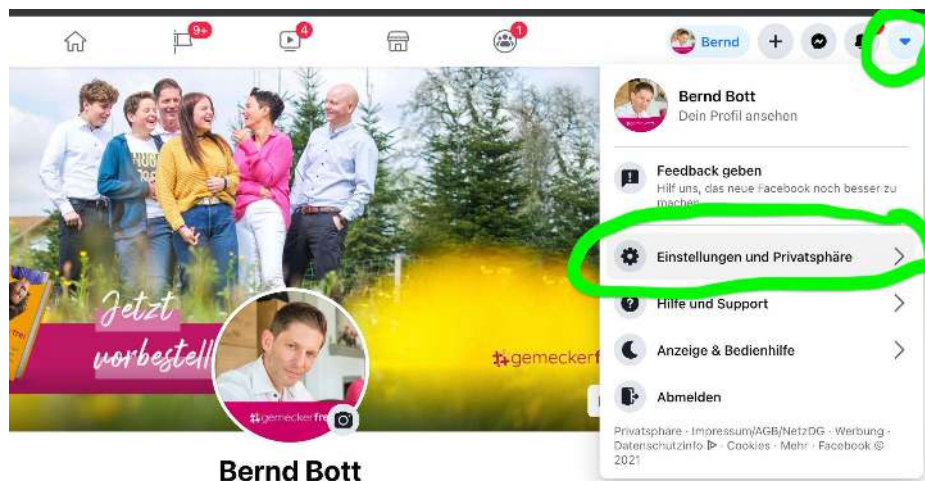 9+
4
1
Bernd
Bernd Bott
Dein Profil ansehen
Feedback geben
Hilf uns, das neue Facebook noch besser zu
machen.
Einstellungen und Privatsphäre
Hilfe und Support
Anzeige & Bedienhilfe
Abmelden
Privatsphäre · Impressum/AGB/NetzDG · Werbung ·
Datenschutzinfo · Cookies · Mehr · Facebook ©
2021
Jetzt
vorbestell
#gemeckerf
#gemeckerfre
Bernd Bott